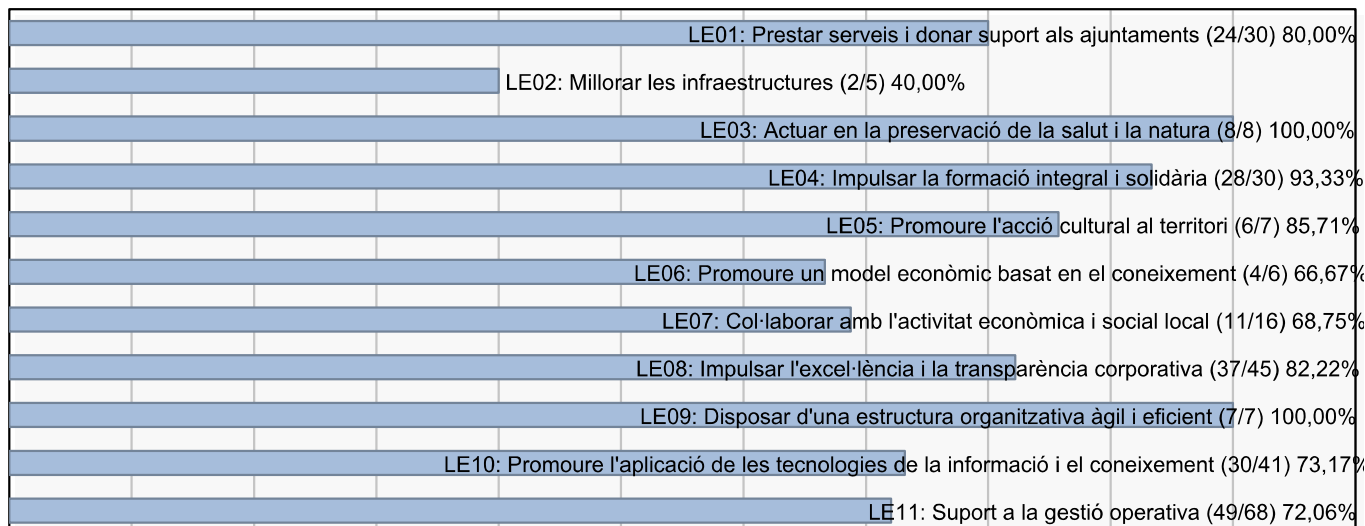 LE01: Prestar serveis i donar suport als ajuntaments (24/30) 80,00%
LE02: Millorar les infraestructures (2/5) 40,00%
LE03: Actuar en la preservació de la salut i la natura (8/8) 100,00%
LE04: Impulsar la formació integral i solidària (28/30) 93,33%
LE05: Promoure l'acció cultural al territori (6/7) 85,71%
LE06: Promoure un model econòmic basat en el coneixement (4/6) 66,67%
LE07: Col·laborar amb l'activitat econòmica i social local (11/16) 68,75%
LE08: Impulsar l'excel·lència i la transparència corporativa (37/45) 82,22%
LE09: Disposar d'una estructura organitzativa àgil i eficient (7/7) 100,00%
LE10: Promoure l'aplicació de les tecnologies de la informació i el coneixement (30/41) 73,17%
LE11: Suport a la gestió operativa (49/68) 72,06%